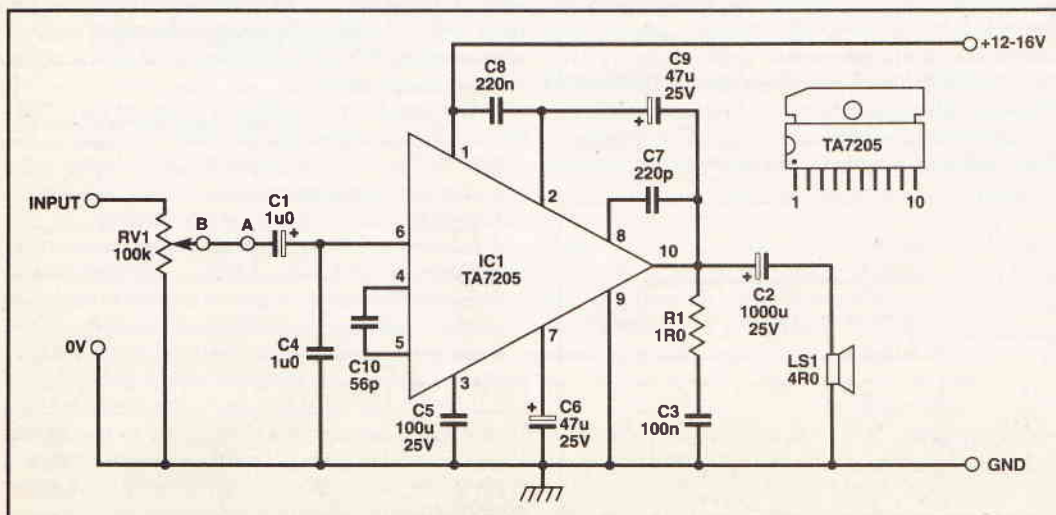 +12-16V
C8
220n
C9
47u
25V
TA7205
1
10
1
2
C7
220p
INPUT
RV1
100k
B
A
C1
1u0
6
8
IC1
TA7205
10
4
9
5
7
3
C10
56p
C4
1u0
C5
100u
25V
C6
47u
25V
R1
1R0
C3
100n
C2
1000u
25V
LS1
4R0
0V
GND